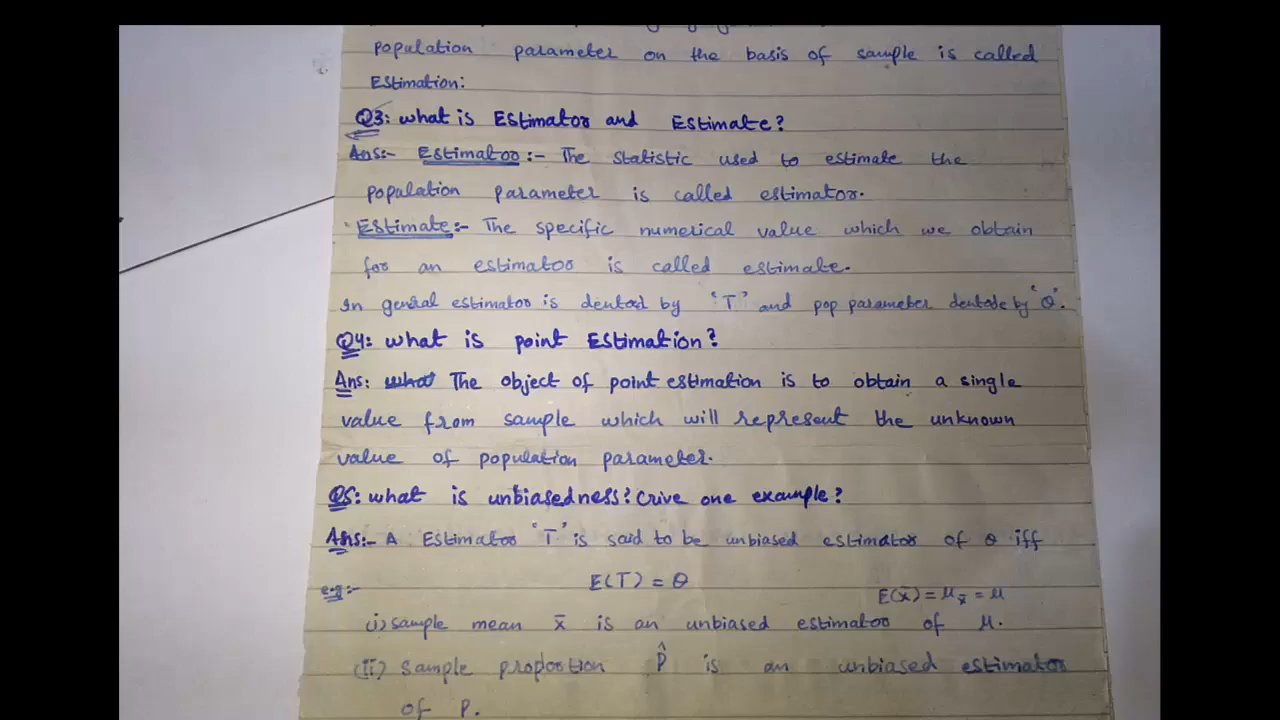 population parameter on the basis of sample is called
Estimation:
Q3: what is Estimator and Estimate?
Ans:- Estimator:- The statistic used to estimate the
population parameter is called estimator.
Estimate:- The specific numerical value which we obtain
for an estimator is called estimate.
In general estimator is dentoed by 'T' and pop parameter dentode by 'θ'.
Q4: what is point Estimation?
Ans: what The object of point estimation is to obtain a single
value from sample which will represent the unknown
value of population parameter.
Q5: what is unbiasedness? Give one example?
Ans:- A Estimator 'T' is said to be unbiased estimator of θ iff
E(T) = θ
e.g:- E(x̄) = μx̄ = μ
(i) sample mean x̄ is an unbiased estimator of μ.
(ii) Sample proportion P̂ is an unbiased estimator
of P.